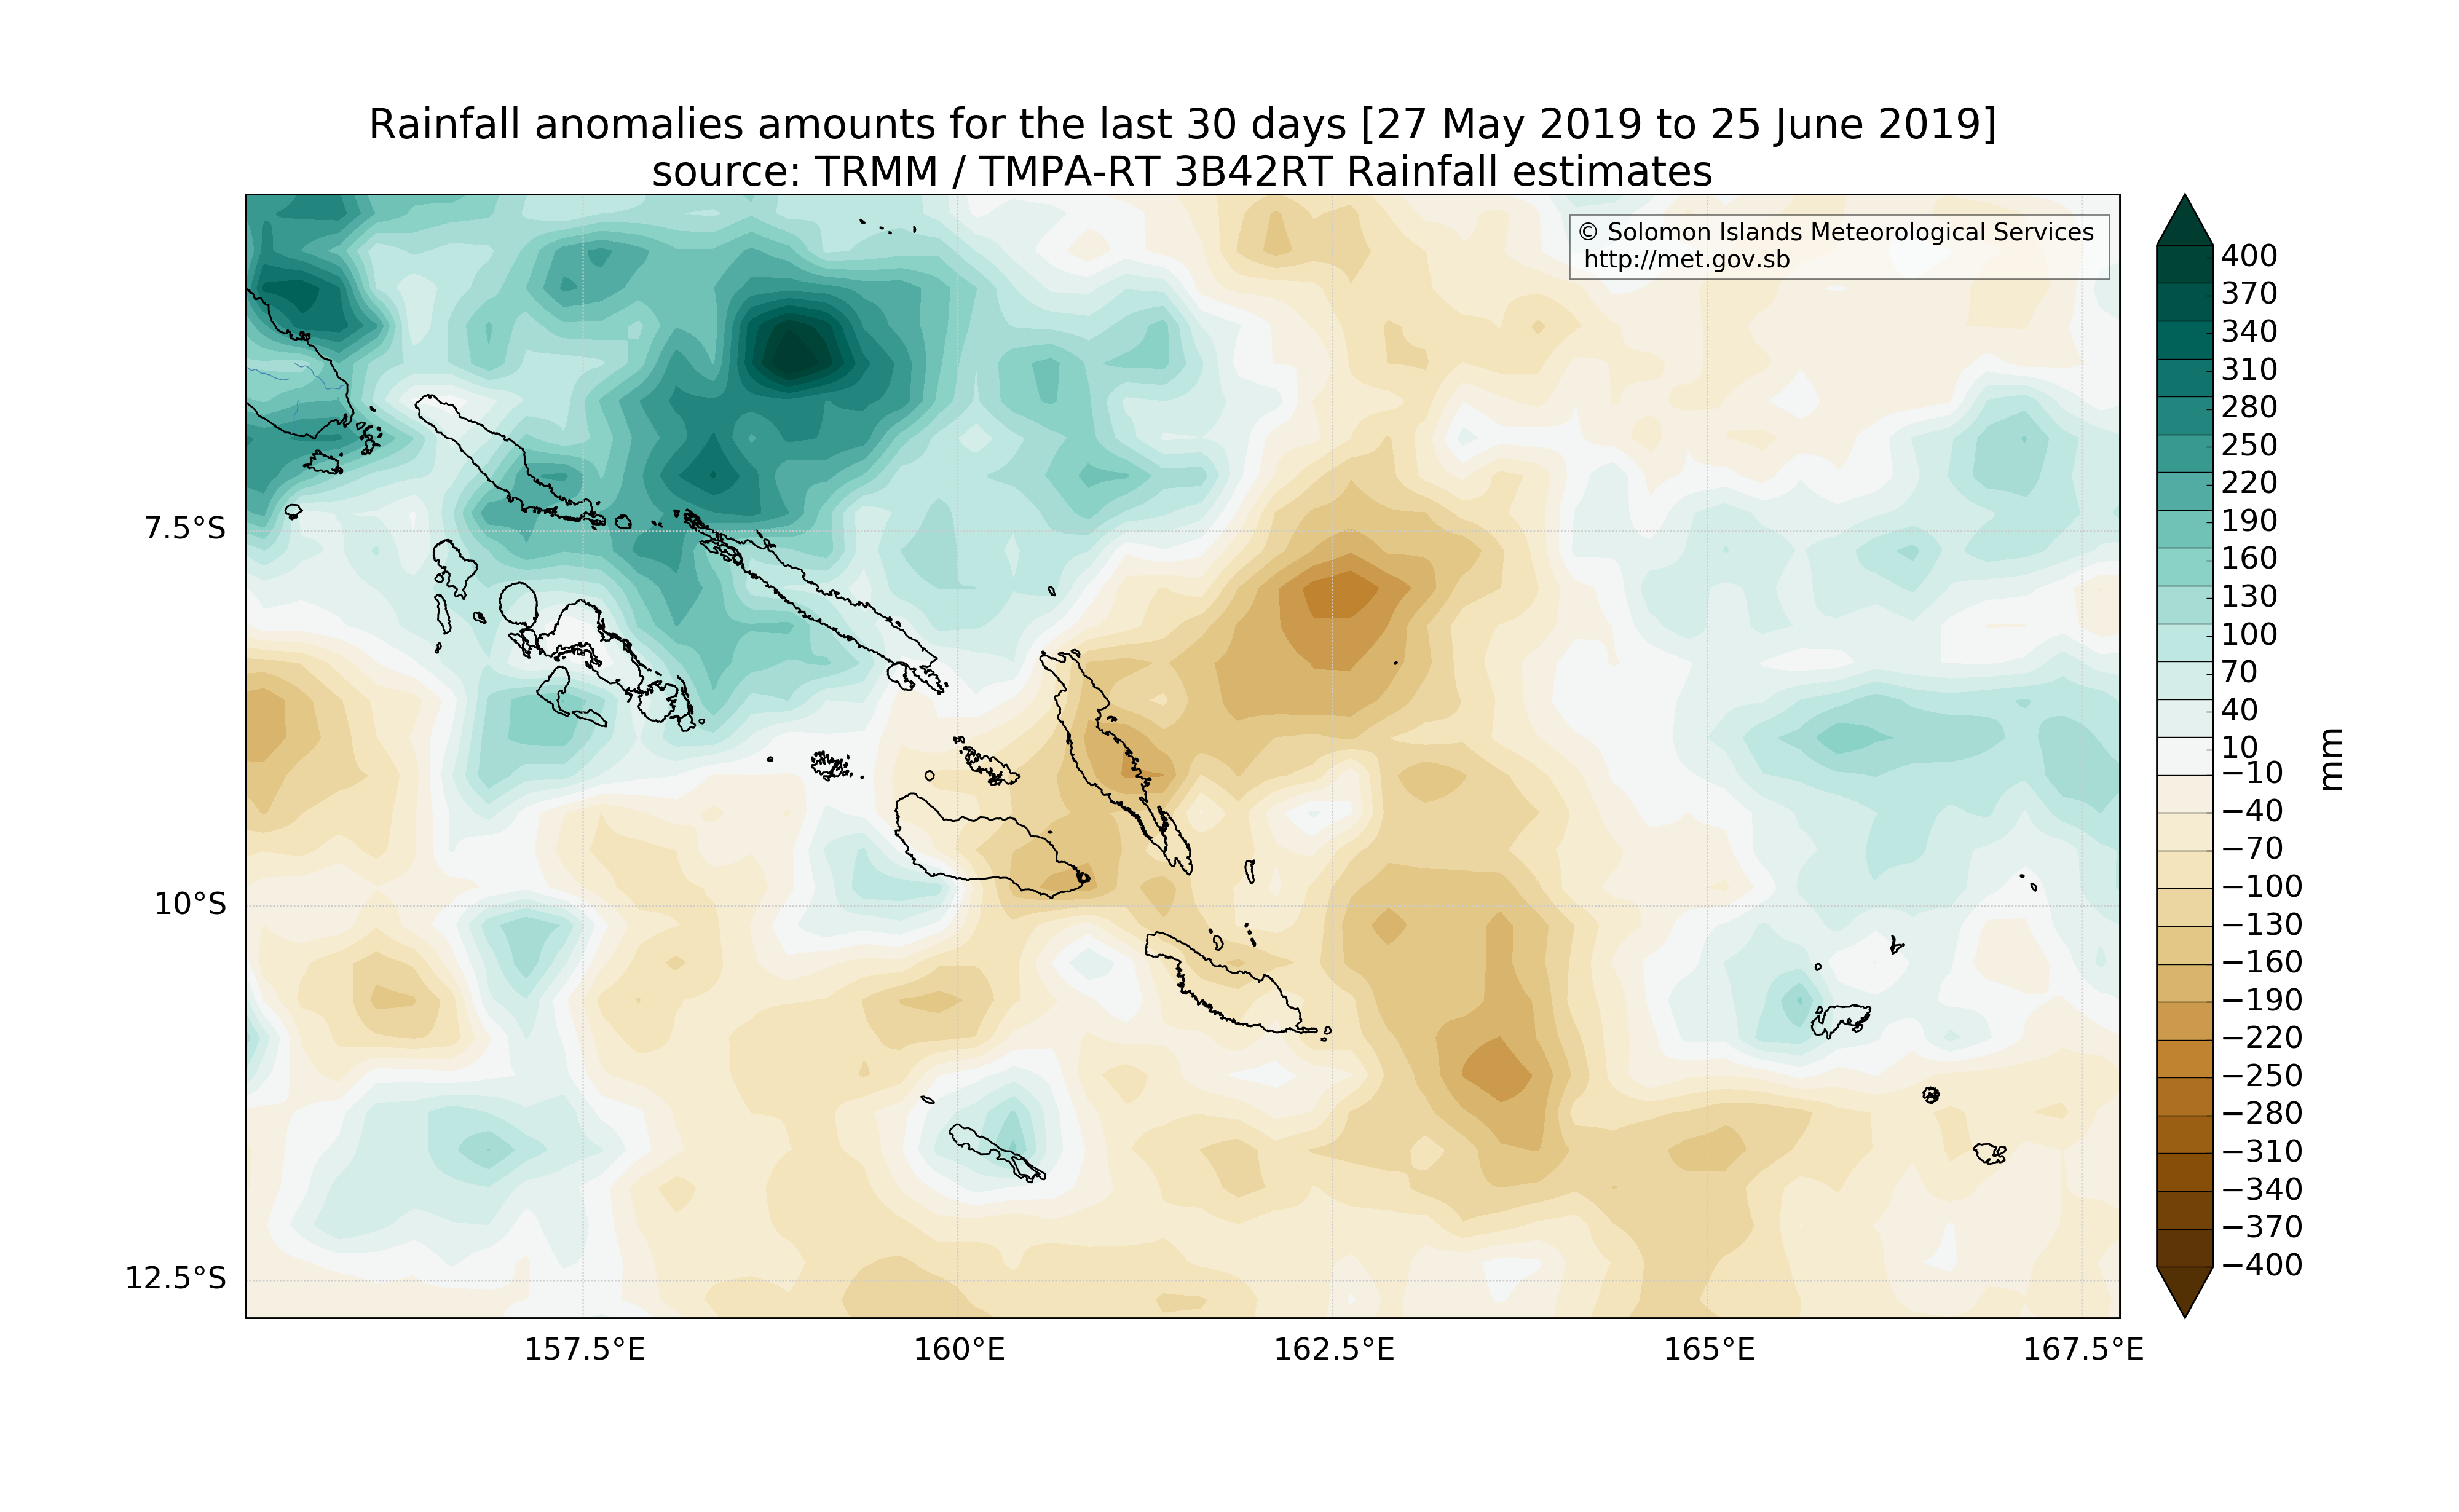 Rainfall anomalies amounts for the last 30 days [27 May 2019 to 25 June 2019]
source: TRMM / TMPA-RT 3B42RT Rainfall estimates
© Solomon Islands Meteorological Services
http://met.gov.sb
7.5°S
10°S
12.5°S
157.5°E
160°E
162.5°E
165°E
167.5°E
400
370
340
310
280
250
220
190
160
130
100
70
40
10
−10
−40
−70
−100
−130
−160
−190
−220
−250
−280
−310
−340
−370
−400
mm